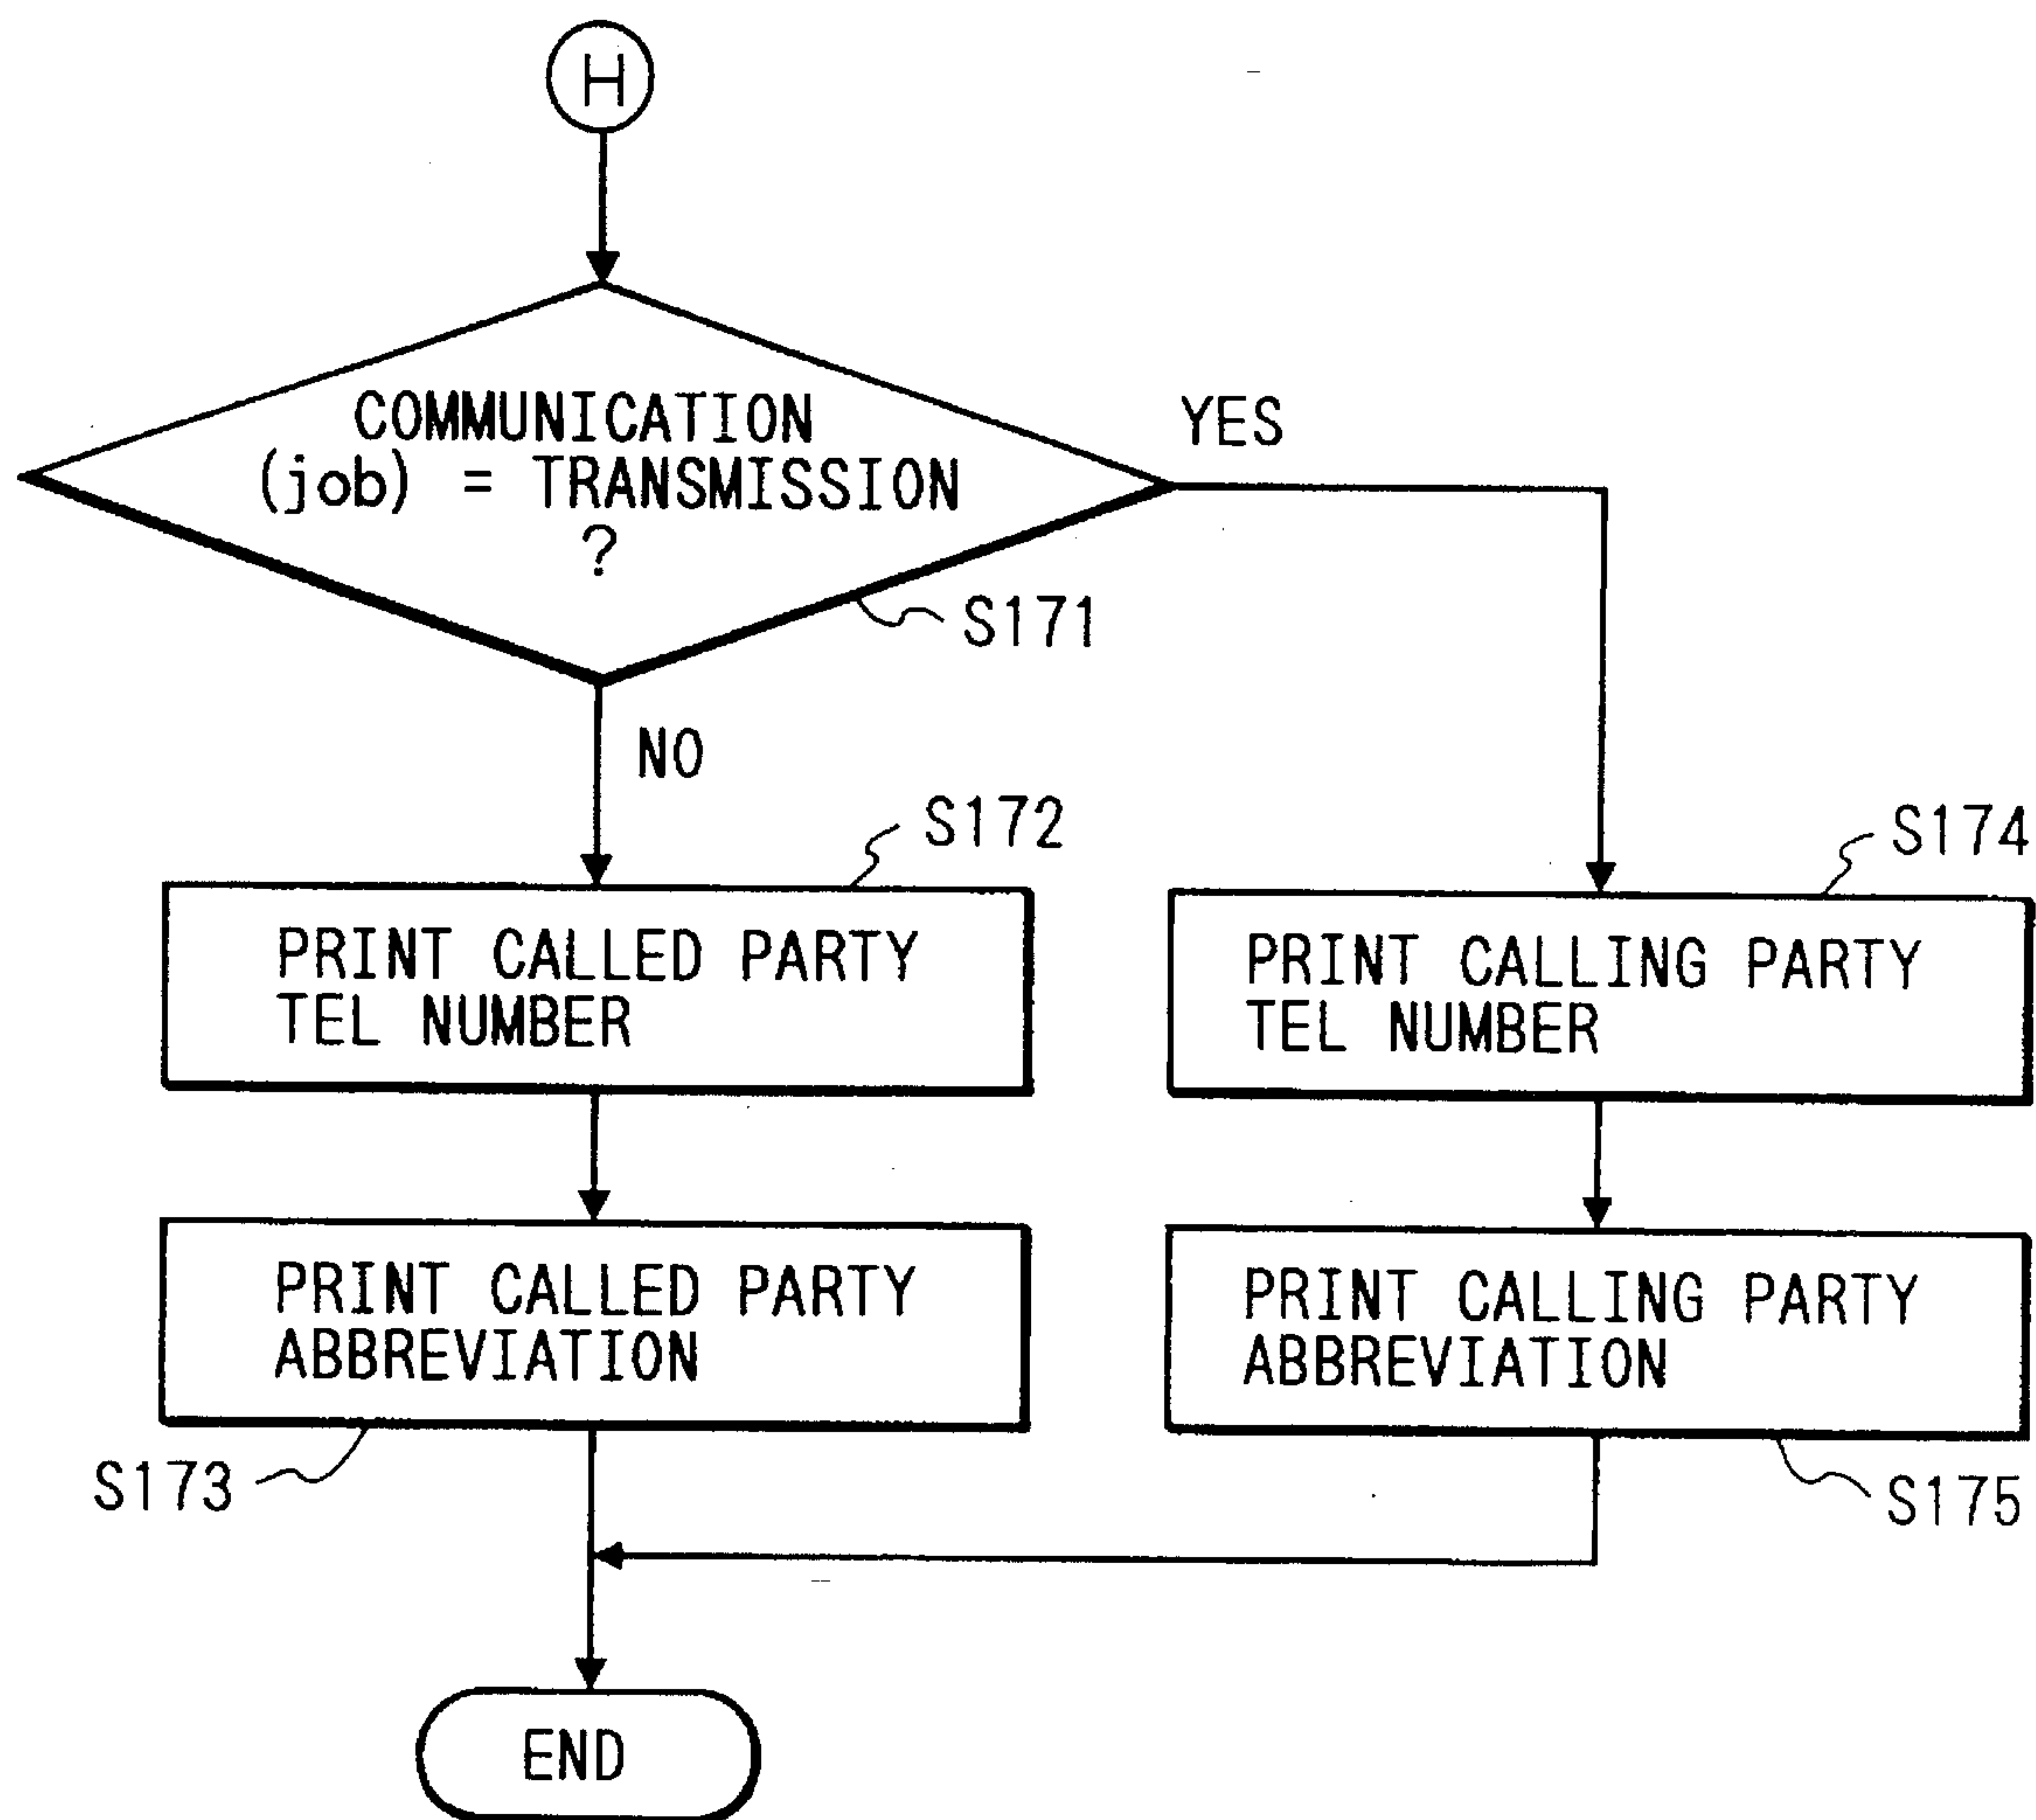 H
COMMUNICATION
(job) = TRANSMISSION
?
YES
S171
NO
S172
S174
PRINT CALLED PARTY
TEL NUMBER
PRINT CALLING PARTY
TEL NUMBER
PRINT CALLED PARTY
ABBREVIATION
PRINT CALLING PARTY
ABBREVIATION
S173
S175
END